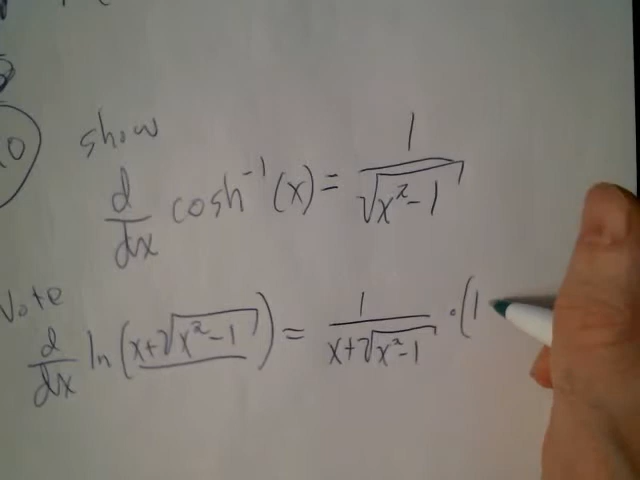 show
d/dx cosh⁻¹(x) = 1/√(x²-1)
Note
d/dx ln(x+√(x²-1)) = 1/(x+√(x²-1)) · (1